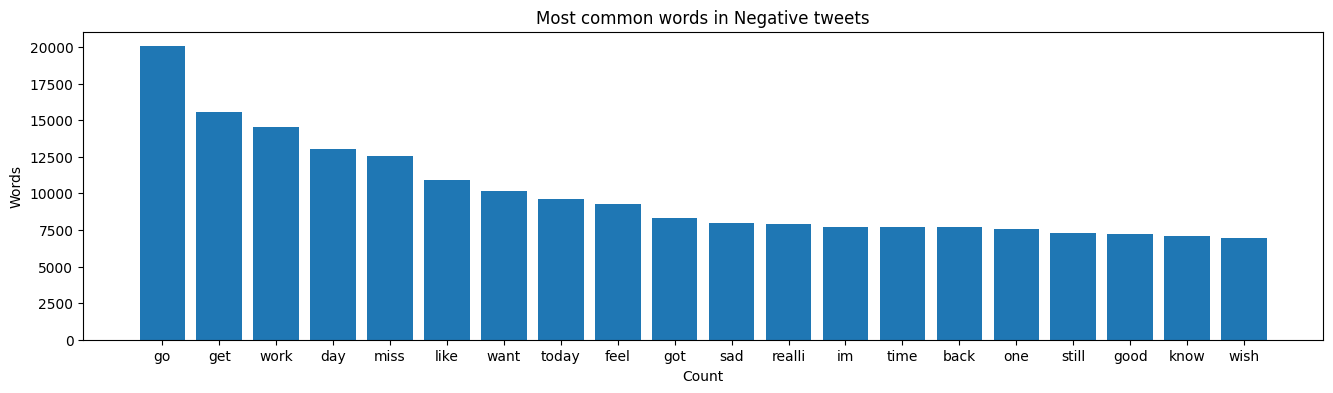 Most common words in Negative tweets
Words
20000
17500
15000
12500
10000
7500
5000
2500
0
go get work day miss like want today feel got sad realli im time back one still good know wish
Count